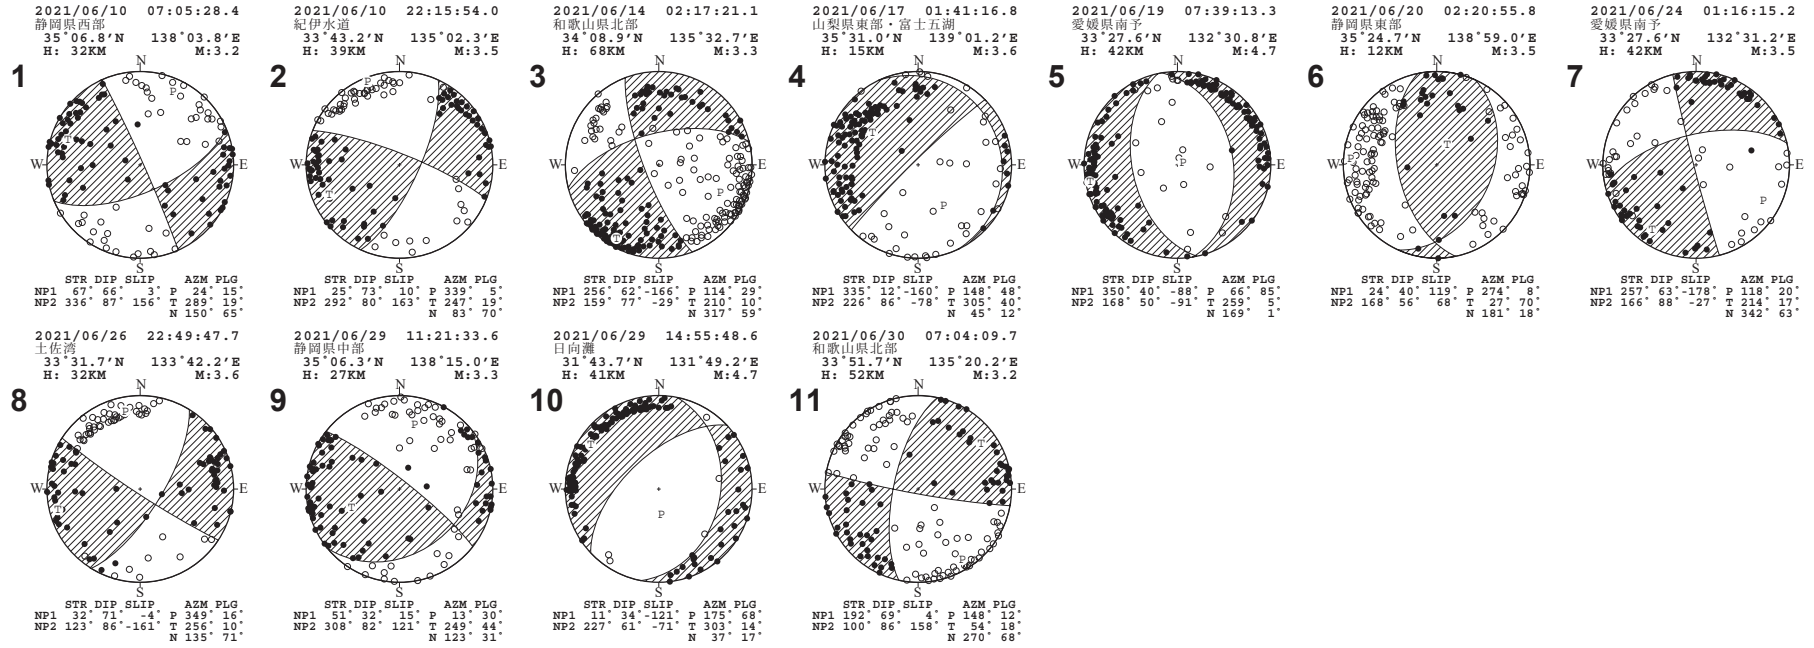 1
2021/06/10 07:05:28.4
静岡県西部
35°06.8'N 138°03.8'E
H: 32KM M:3.2
N
W E
S
P
T
STR DIP SLIP AZM PLG
NP1 67° 66° 3° P 24° 15°
NP2 336° 87° 156° T 289° 19°
N 150° 65°
2
2021/06/10 22:15:54.0
紀伊水道
33°43.2'N 135°02.3'E
H: 39KM M:3.5
N
W E
S
P
T
STR DIP SLIP AZM PLG
NP1 25° 73° 10° P 339° 5°
NP2 292° 80° 163° T 247° 19°
N 83° 70°
3
2021/06/14 02:17:21.1
和歌山県北部
34°08.9'N 135°32.7'E
H: 68KM M:3.3
N
W E
S
P
T
STR DIP SLIP AZM PLG
NP1 256° 62°-166° P 114° 29°
NP2 159° 77° -29° T 210° 10°
N 317° 59°
4
2021/06/17 01:41:16.8
山梨県東部・富士五湖
35°31.0'N 139°01.2'E
H: 15KM M:3.6
N
W E
S
T
P
STR DIP SLIP AZM PLG
NP1 335° 12°-160° P 148° 48°
NP2 226° 86° -78° T 305° 40°
N 45° 12°
5
2021/06/19 07:39:13.3
愛媛県南予
33°27.6'N 132°30.8'E
H: 42KM M:4.7
N
W E
S
P
T
STR DIP SLIP AZM PLG
NP1 350° 40° -88° P 66° 85°
NP2 168° 50° -91° T 259° 5°
N 169° 1°
6
2021/06/20 02:20:55.8
静岡県東部
35°24.7'N 138°59.0'E
H: 12KM M:3.5
N
W E
S
T
P
STR DIP SLIP AZM PLG
NP1 24° 40° 119° P 274° 8°
NP2 168° 56° 68° T 27° 70°
N 181° 18°
7
2021/06/24 01:16:15.2
愛媛県南予
33°27.6'N 132°31.2'E
H: 42KM M:3.5
N
W E
S
P
T
STR DIP SLIP AZM PLG
NP1 257° 63°-178° P 118° 20°
NP2 166° 88° -27° T 214° 17°
N 342° 63°
8
2021/06/26 22:49:47.7
土佐湾
33°31.7'N 133°42.2'E
H: 32KM M:3.6
N
W E
S
P
T
STR DIP SLIP AZM PLG
NP1 32° 71° -4° P 349° 16°
NP2 123° 86°-161° T 256° 10°
N 135° 71°
9
2021/06/29 11:21:33.6
静岡県中部
35°06.3'N 138°15.0'E
H: 27KM M:3.3
N
W E
S
P
T
STR DIP SLIP AZM PLG
NP1 51° 32° 15° P 13° 30°
NP2 308° 82° 121° T 249° 44°
N 123° 31°
10
2021/06/29 14:55:48.6
日向灘
31°43.7'N 131°49.2'E
H: 41KM M:4.7
N
W E
S
T
P
STR DIP SLIP AZM PLG
NP1 11° 34°-121° P 175° 68°
NP2 227° 61° -71° T 303° 14°
N 37° 17°
11
2021/06/30 07:04:09.7
和歌山県北部
33°51.7'N 135°20.2'E
H: 52KM M:3.2
N
W E
S
T
P
STR DIP SLIP AZM PLG
NP1 192° 69° 4° P 148° 12°
NP2 100° 86° 158° T 54° 18°
N 270° 68°